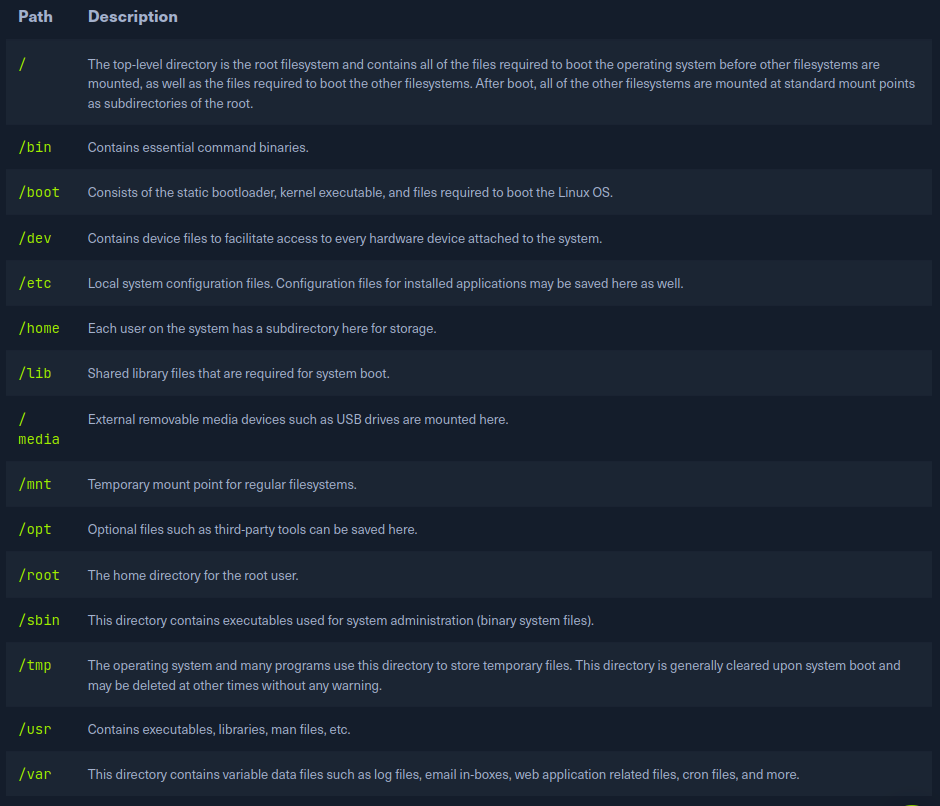 Path Description
/ The top-level directory is the root filesystem and contains all of the files required to boot the operating system before other filesystems are
mounted, as well as the files required to boot the other filesystems. After boot, all of the other filesystems are mounted at standard mount points
as subdirectories of the root.
/bin Contains essential command binaries.
/boot Consists of the static bootloader, kernel executable, and files required to boot the Linux OS.
/dev Contains device files to facilitate access to every hardware device attached to the system.
/etc Local system configuration files. Configuration files for installed applications may be saved here as well.
/home Each user on the system has a subdirectory here for storage.
/lib Shared library files that are required for system boot.
/ External removable media devices such as USB drives are mounted here.
media
/mnt Temporary mount point for regular filesystems.
/opt Optional files such as third-party tools can be saved here.
/root The home directory for the root user.
/sbin This directory contains executables used for system administration (binary system files).
/tmp The operating system and many programs use this directory to store temporary files. This directory is generally cleared upon system boot and
may be deleted at other times without any warning.
/usr Contains executables, libraries, man files, etc.
/var This directory contains variable data files such as log files, email in-boxes, web application related files, cron files, and more.